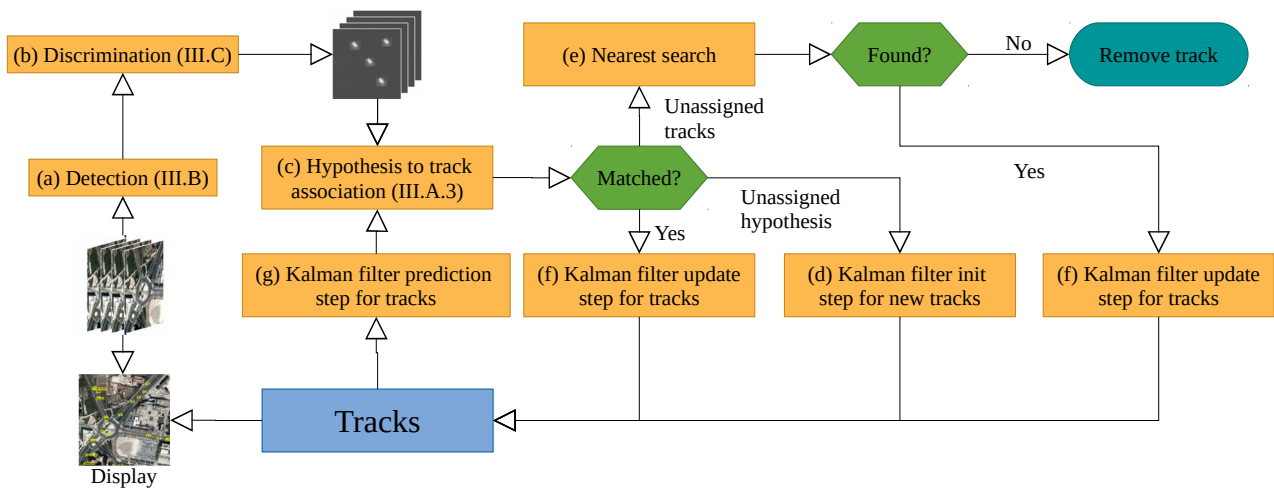 (b) Discrimination (III.C)
(e) Nearest search
Found?
No
Remove track
Unassigned
tracks
(a) Detection (III.B)
(c) Hypothesis to track
association (III.A.3)
Matched?
Unassigned
hypothesis
Yes
Yes
(g) Kalman filter prediction
step for tracks
(f) Kalman filter update
step for tracks
(d) Kalman filter init
step for new tracks
(f) Kalman filter update
step for tracks
Tracks
Display